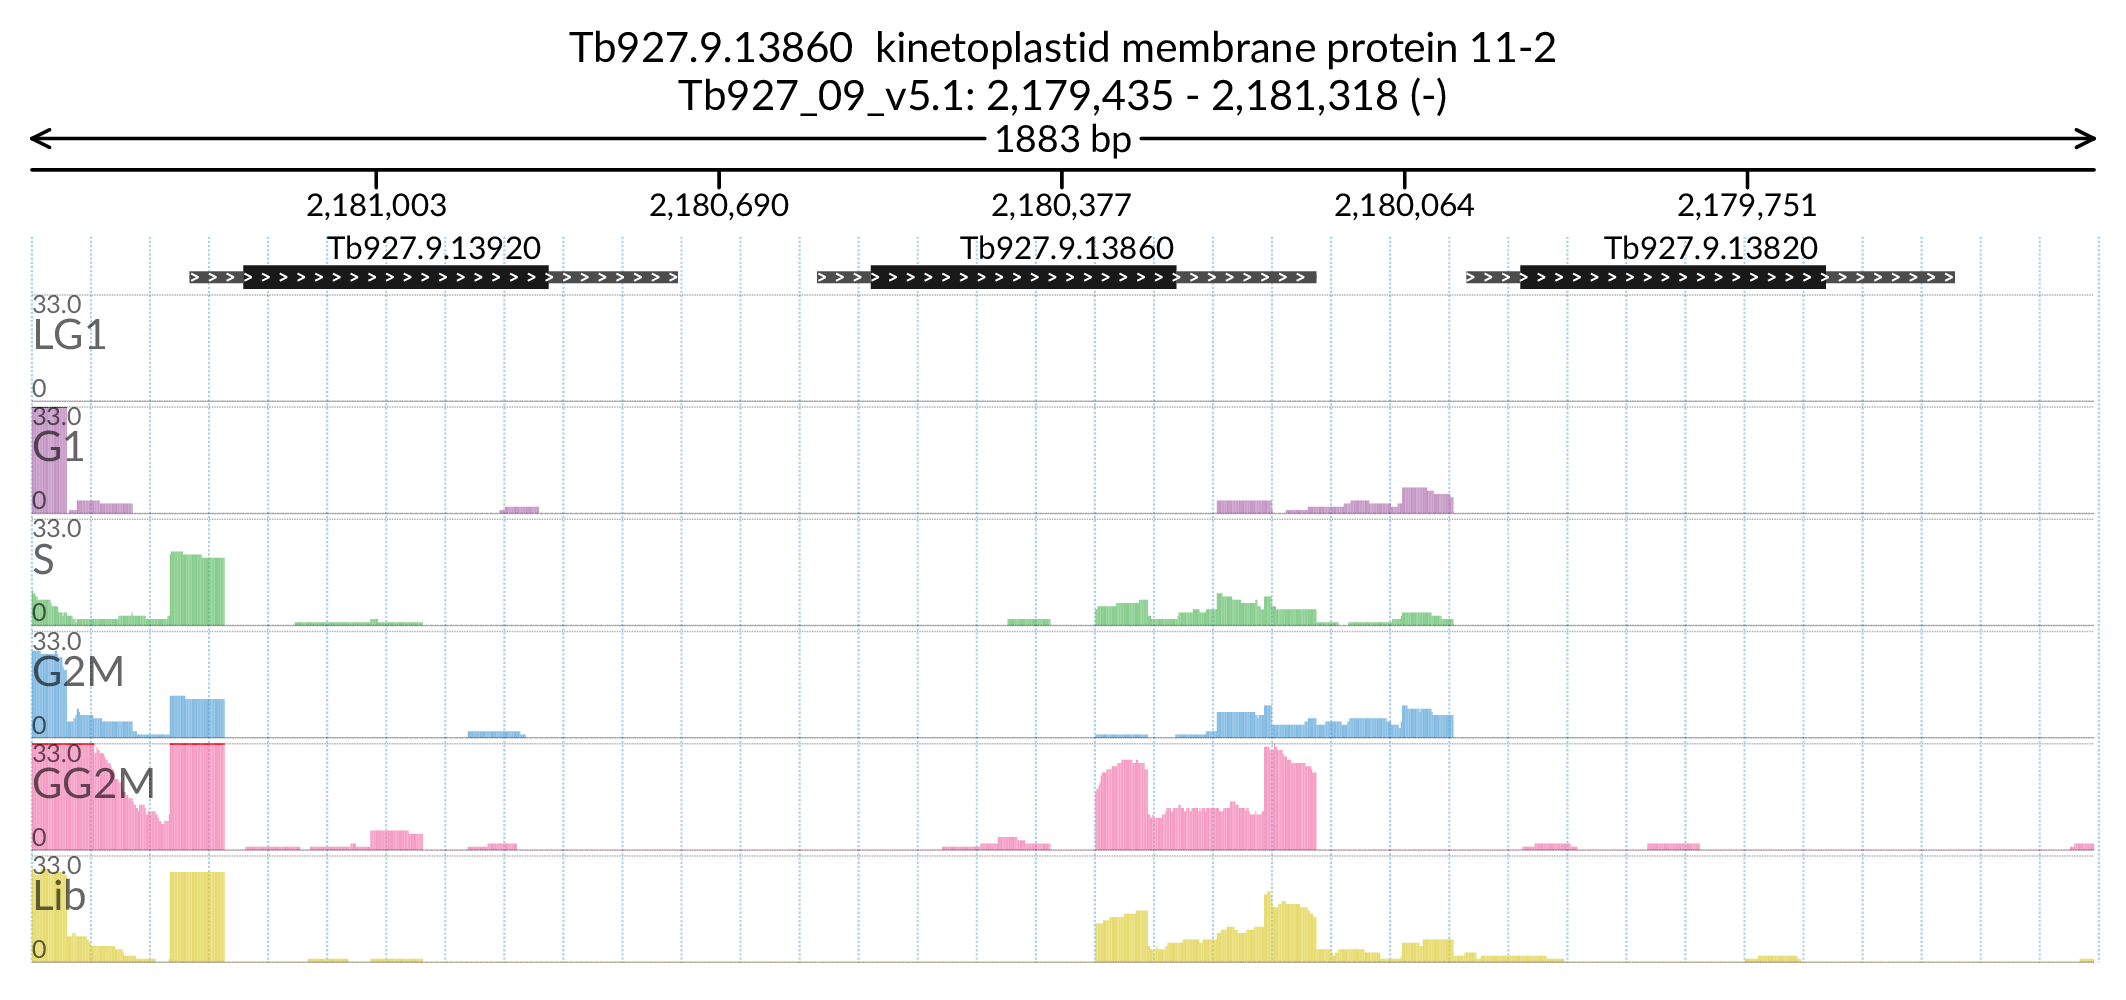 Tb927.9.13860  kinetoplastid membrane protein 11-2
Tb927_09_v5.1: 2,179,435 - 2,181,318 (-)
1883 bp
2,181,003 2,180,690 2,180,377 2,180,064 2,179,751
Tb927.9.13920 Tb927.9.13860 Tb927.9.13820
33.0
LG1
0
33.0
G1
0
33.0
S
0
33.0
G2M
0
33.0
GG2M
0
33.0
Lib
0